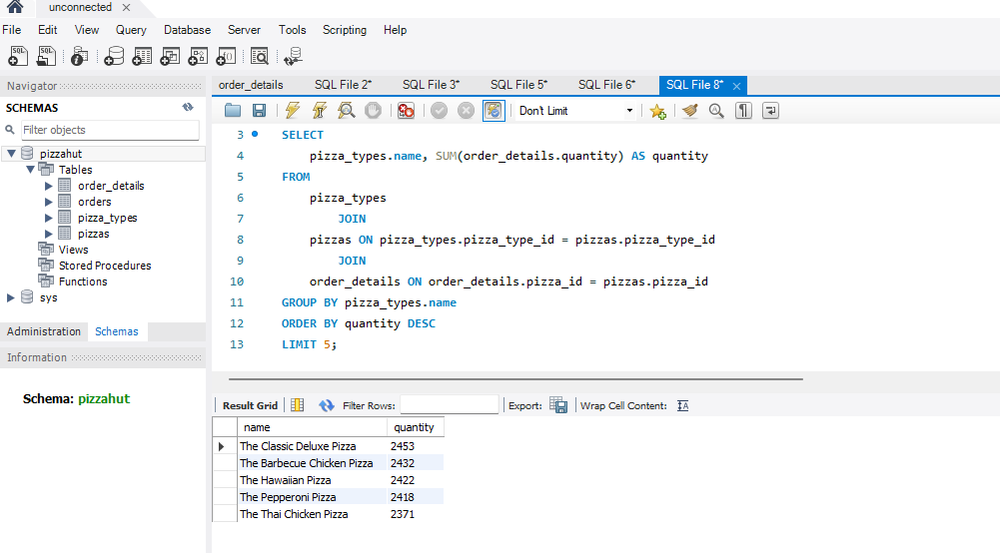 unconnected
File Edit View Query Database Server Tools Scripting Help
Navigator
SCHEMAS
Filter objects
pizzahut
Tables
order_details
orders
pizza_types
pizzas
Views
Stored Procedures
Functions
sys
Administration Schemas
Information
Schema: pizzahut
order_details SQL File 2* SQL File 3* SQL File 5* SQL File 6* SQL File 8*
Don't Limit
3 SELECT
4 pizza_types.name, SUM(order_details.quantity) AS quantity
5 FROM
6 pizza_types
7 JOIN
8 pizzas ON pizza_types.pizza_type_id = pizzas.pizza_type_id
9 JOIN
10 order_details ON order_details.pizza_id = pizzas.pizza_id
11 GROUP BY pizza_types.name
12 ORDER BY quantity DESC
13 LIMIT 5;
Result Grid Filter Rows: Export: Wrap Cell Content:
name quantity
The Classic Deluxe Pizza 2453
The Barbecue Chicken Pizza 2432
The Hawaiian Pizza 2422
The Pepperoni Pizza 2418
The Thai Chicken Pizza 2371